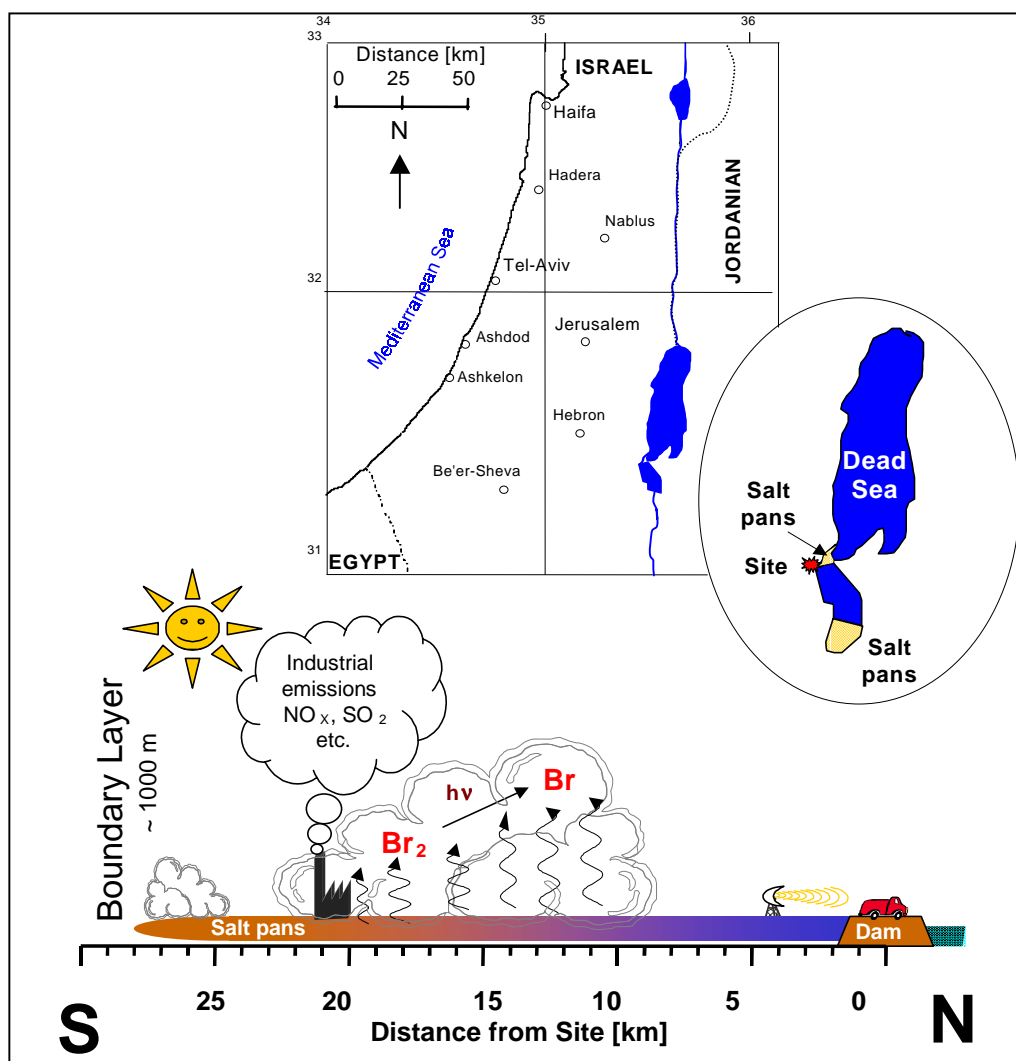 34
35
36
33
Distance [km]
0 25 50
N
ISRAEL
Haifa
Hadera
Nablus
JORDANIAN
Mediterranean Sea
Tel-Aviv
32
Ashdod
Jerusalem
Ashkelon
Hebron
Be'er-Sheva
31
EGYPT
Dead
Sea
Salt
pans
Site
Salt
pans
Boundary Layer
~ 1000 m
Industrial
emissions
NOX, SO2
etc.
hν
Br
Br2
Salt pans
Dam
25 20 15 10 5 0
S
Distance from Site [km]
N